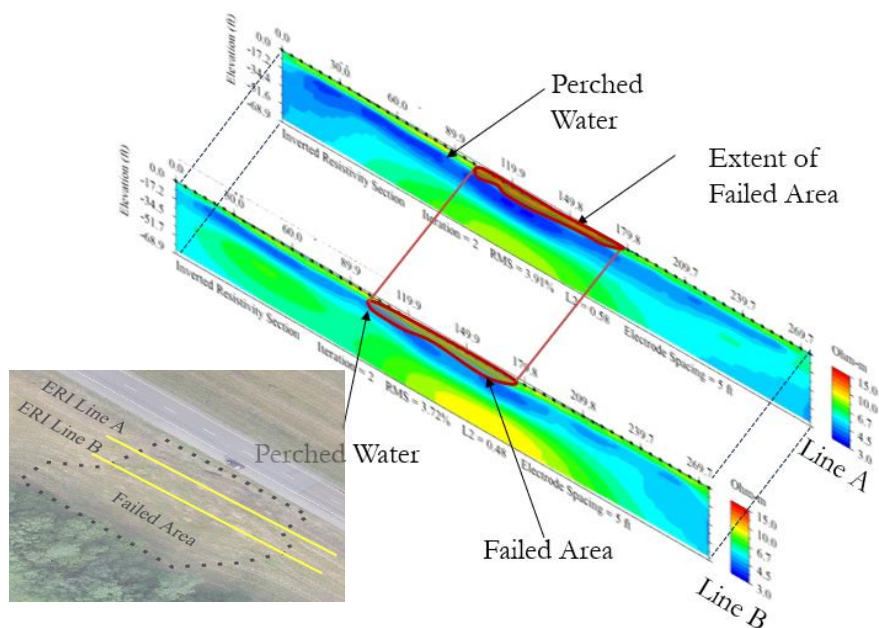 0.0
30.0
60.0
89.9
119.9
149.8
179.8
209.7
239.7
269.7
Elevation (ft)
0.0
-17.2
-34.4
-51.6
-68.9
Perched
Water
Extent of
Failed Area
Inverted Resistivity Section
Iteration = 2
RMS = 3.91%
L2 = 0.58
Electrode Spacing = 5 ft
Ohm-m
15.0
10.0
6.7
4.5
3.0
Line A
0.0
30.0
60.0
89.9
119.9
149.9
179.8
209.8
239.7
269.7
Elevation (ft)
0.0
-17.2
-34.5
-51.7
-68.9
Inverted Resistivity Section
Iteration = 2
RMS = 3.72%
L2 = 0.48
Electrode Spacing = 5 ft
Ohm-m
15.0
10.0
6.7
4.5
3.0
Line B
Perched Water
Failed Area
ERI Line A
ERI Line B
Failed Area